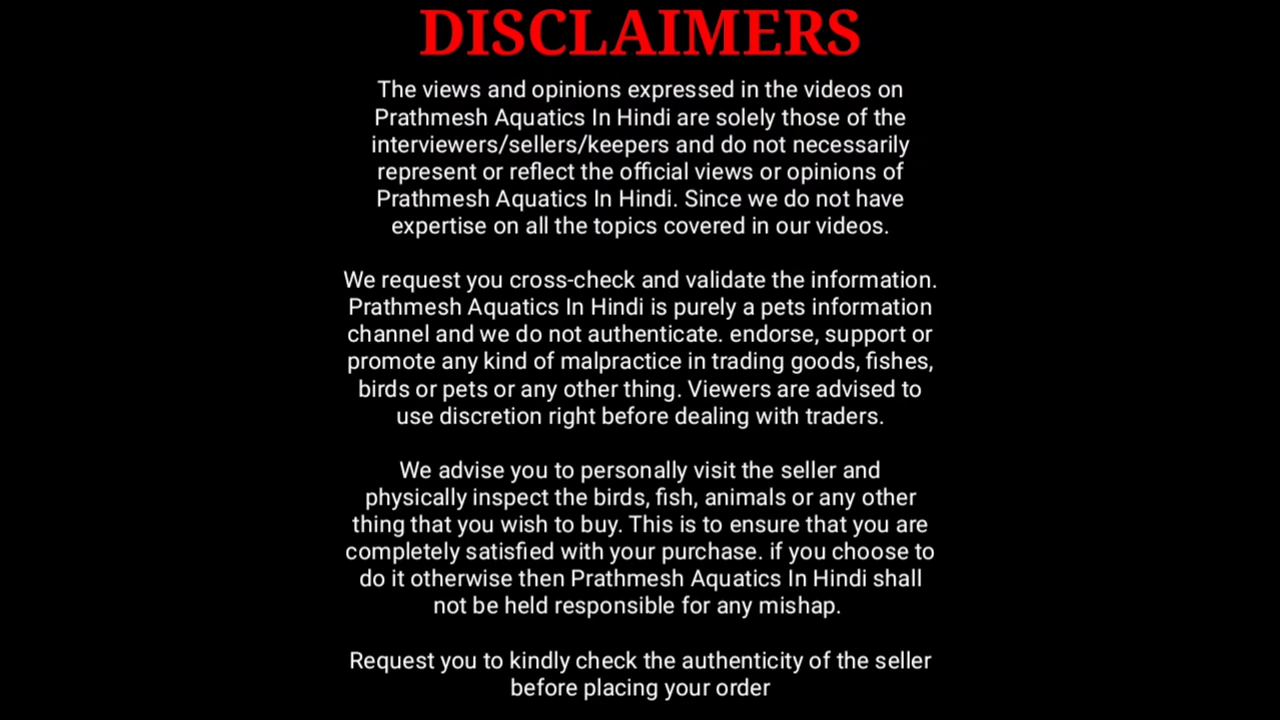 DISCLAIMERS
The views and opinions expressed in the videos on
Prathmesh Aquatics In Hindi are solely those of the
interviewers/sellers/keepers and do not necessarily
represent or reflect the official views or opinions of
Prathmesh Aquatics In Hindi. Since we do not have
expertise on all the topics covered in our videos.
We request you cross-check and validate the information.
Prathmesh Aquatics In Hindi is purely a pets information
channel and we do not authenticate. endorse, support or
promote any kind of malpractice in trading goods, fishes,
birds or pets or any other thing. Viewers are advised to
use discretion right before dealing with traders.
We advise you to personally visit the seller and
physically inspect the birds, fish, animals or any other
thing that you wish to buy. This is to ensure that you are
completely satisfied with your purchase. if you choose to
do it otherwise then Prathmesh Aquatics In Hindi shall
not be held responsible for any mishap.
Request you to kindly check the authenticity of the seller
before placing your order